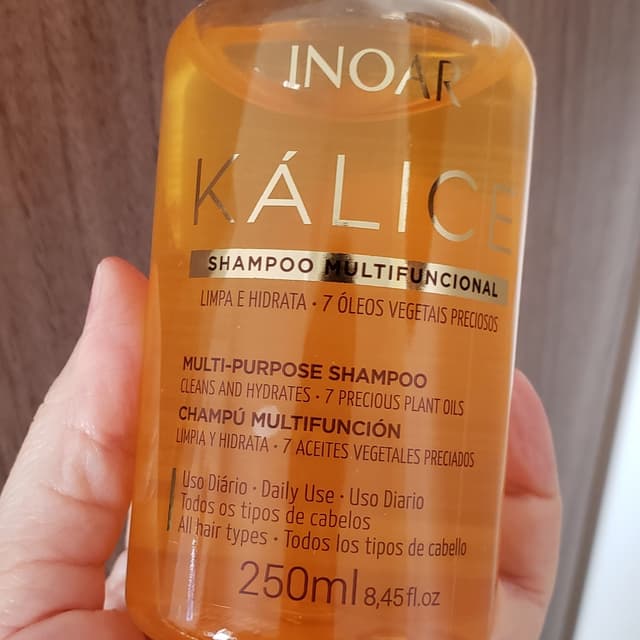 INOAR
KÁLICE
SHAMPOO MULTIFUNCIONAL
LIMPA E HIDRATA • 7 ÓLEOS VEGETAIS PRECIOSOS
MULTI-PURPOSE SHAMPOO
CLEANS AND HYDRATES • 7 PRECIOUS PLANT OILS
CHAMPÚ MULTIFUNCIÓN
LIMPIA Y HIDRATA • 7 ACEITES VEGETALES PRECIADOS
Uso Diário • Daily Use • Uso Diario
Todos os tipos de cabelos
All hair types • Todos los tipos de cabello
250ml 8,45fl.oz